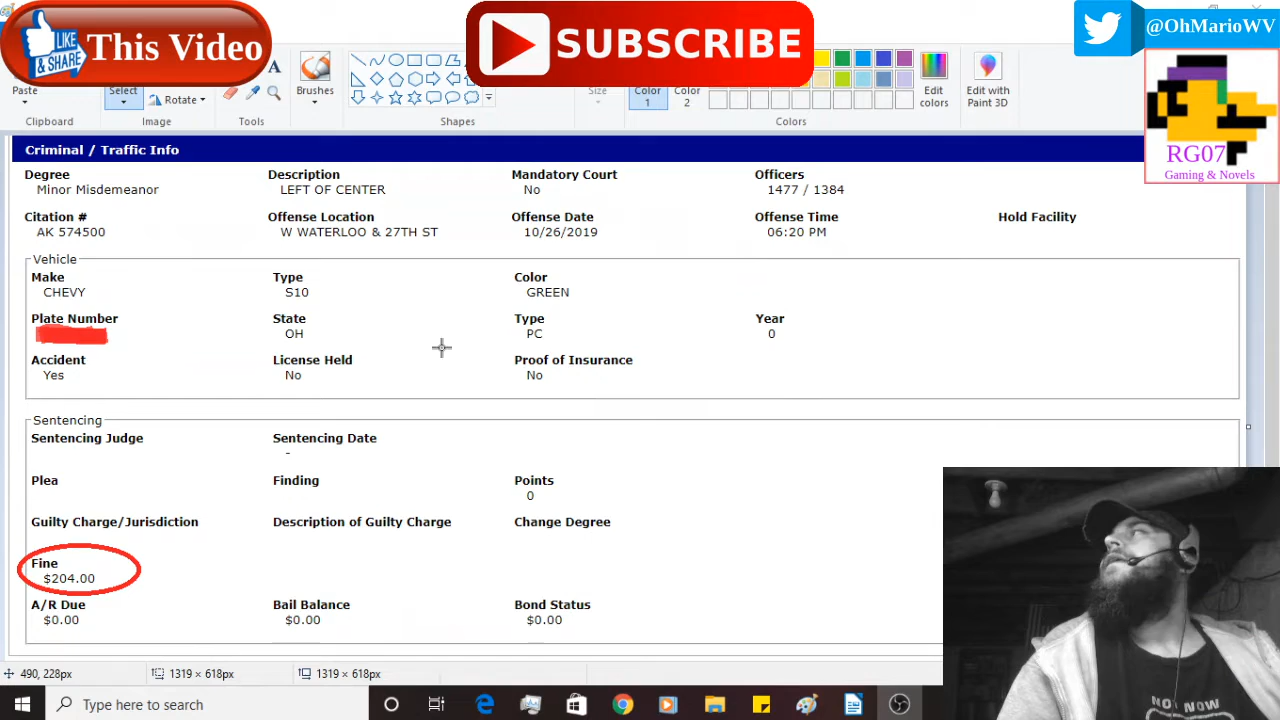 LIKE & SHARE This Video
SUBSCRIBE
@OhMarioWV
RG07
Gaming & Novels
Paste
Select
Rotate
A
Brushes
Size
Color 1
Color 2
Edit colors
Edit with Paint 3D
Clipboard
Image
Tools
Shapes
Colors
Criminal / Traffic Info
Degree Description Mandatory Court Officers
Minor Misdemeanor LEFT OF CENTER No 1477 / 1384
Citation # Offense Location Offense Date Offense Time Hold Facility
AK 574500 W WATERLOO & 27TH ST 10/26/2019 06:20 PM
Vehicle
Make Type Color
CHEVY S10 GREEN
Plate Number State Type Year
OH PC 0
Accident License Held Proof of Insurance
Yes No No
Sentencing
Sentencing Judge Sentencing Date
-
Plea Finding Points
0
Guilty Charge/Jurisdiction Description of Guilty Charge Change Degree
Fine
$204.00
A/R Due Bail Balance Bond Status
$0.00 $0.00 $0.00
NOT NOW
490, 228px 1319 × 618px 1319 × 618px
Type here to search